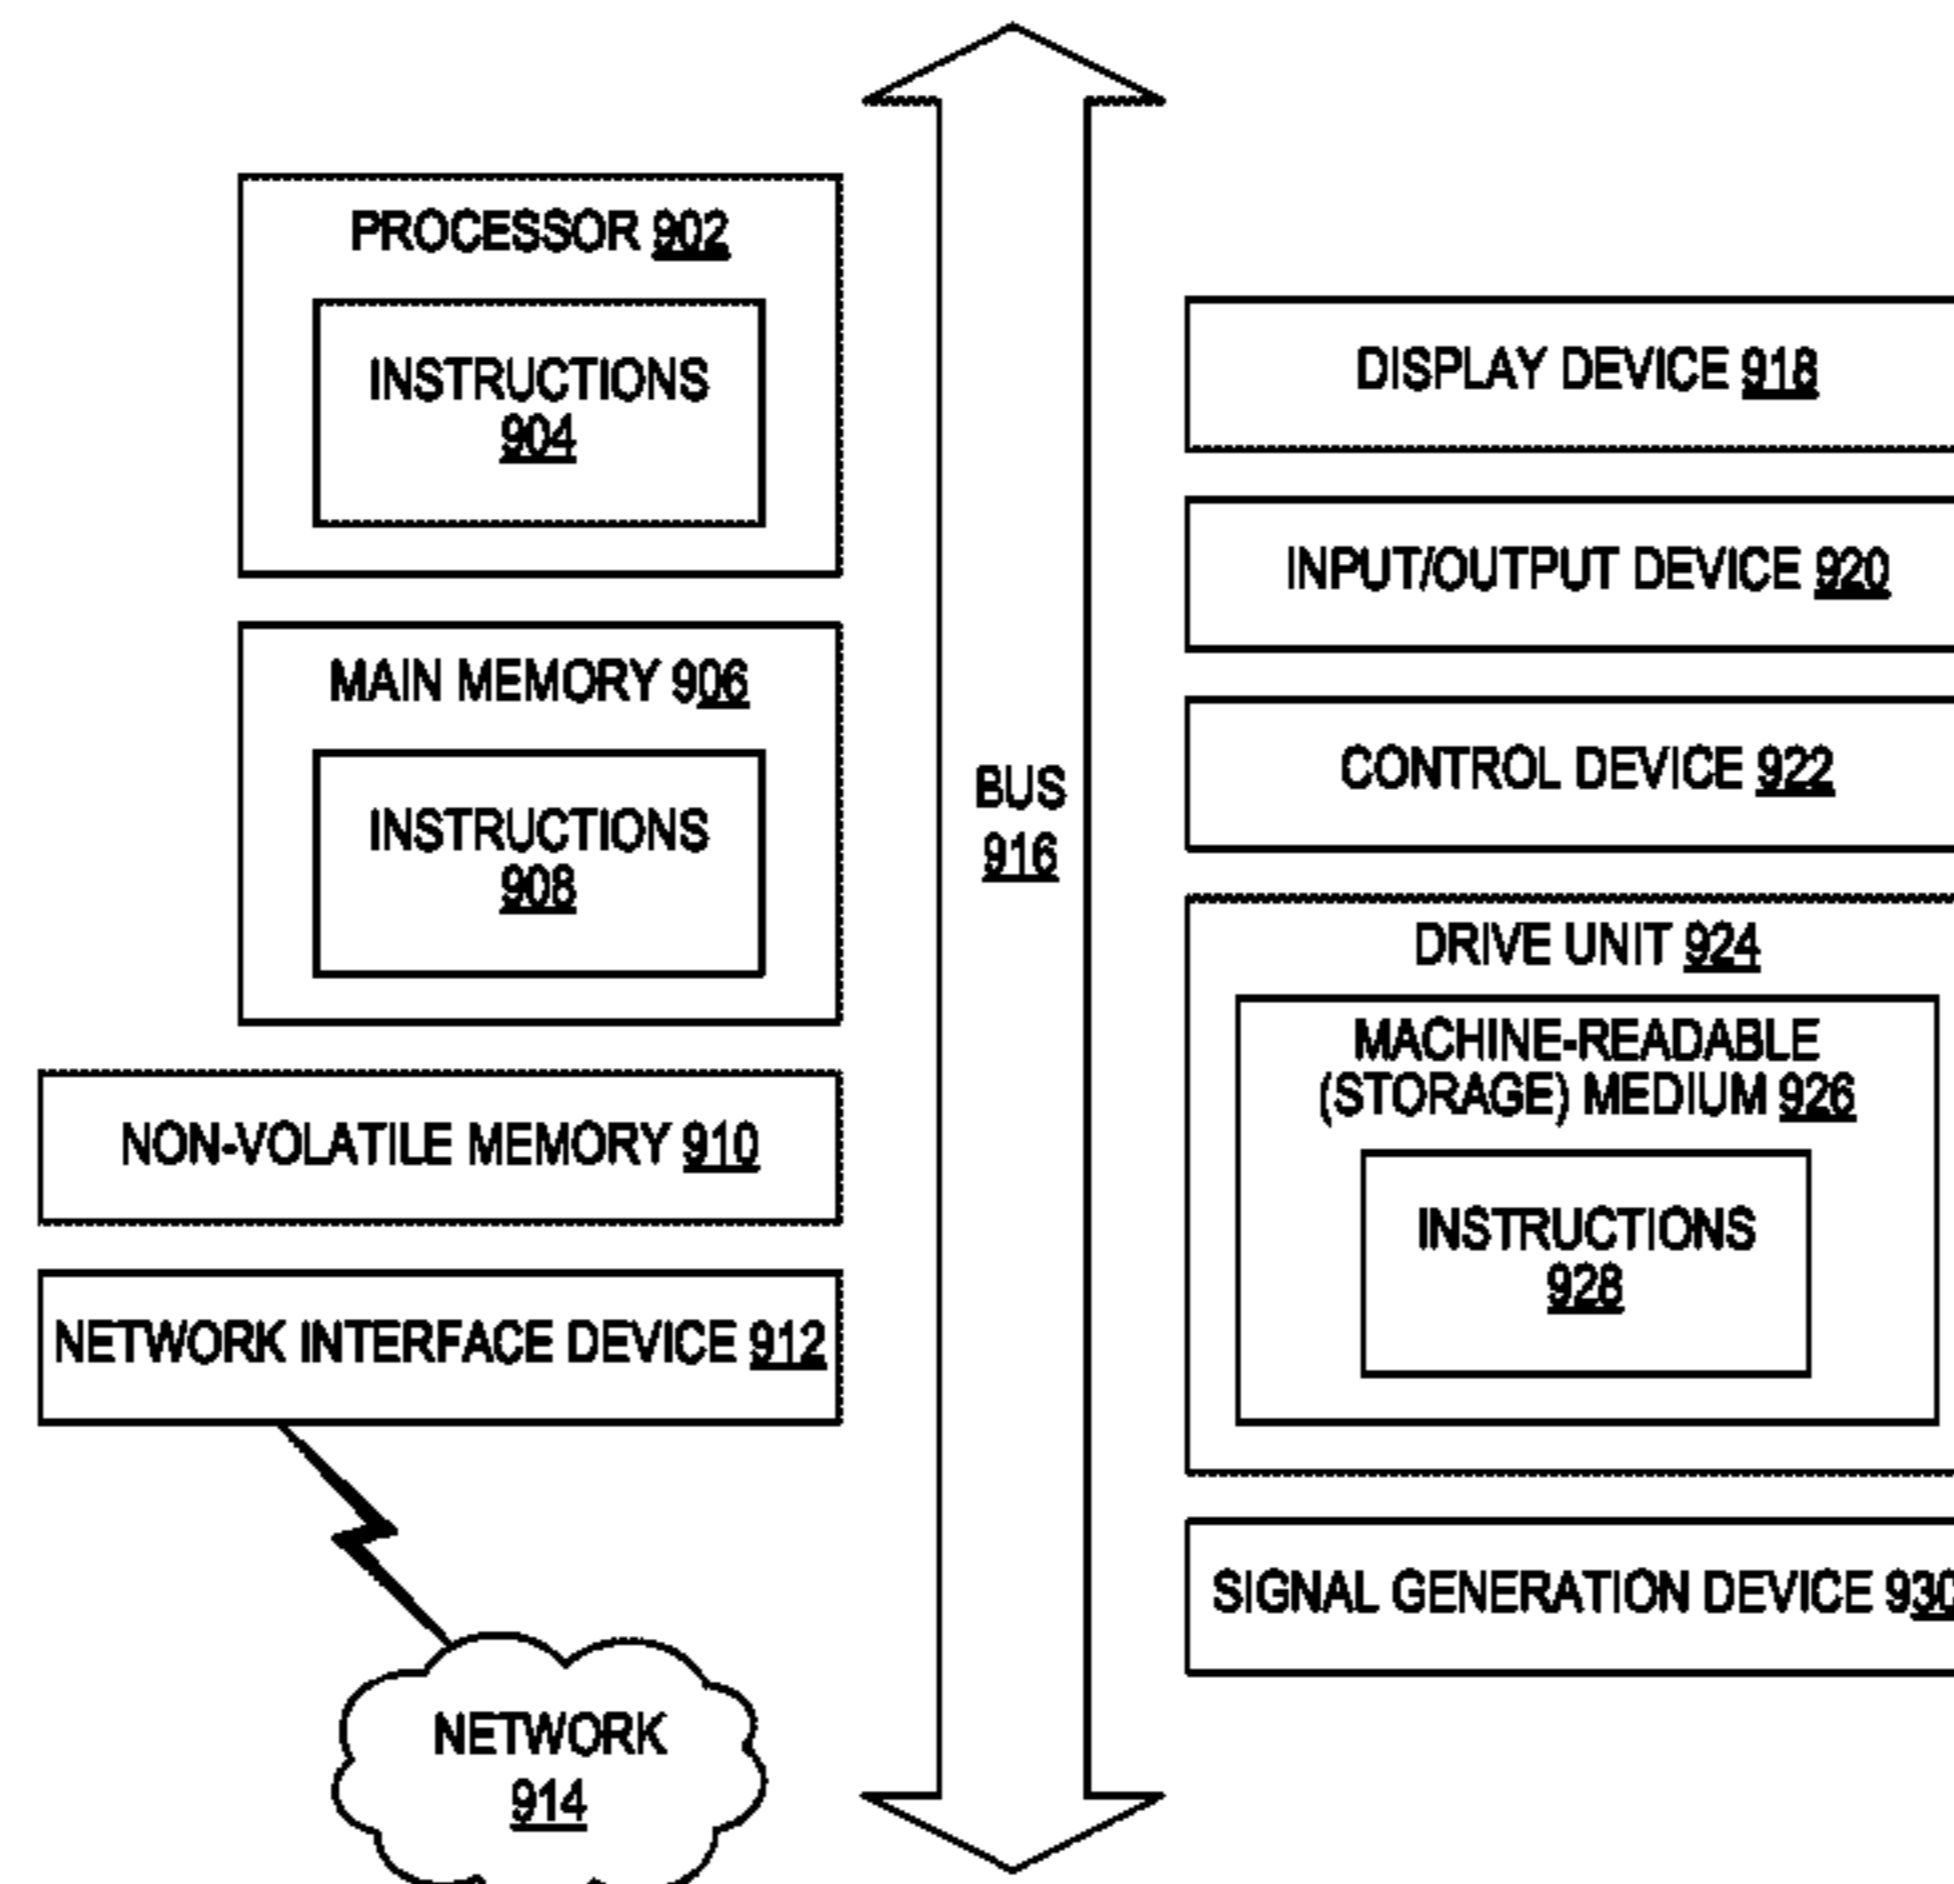 PROCESSOR 902
INSTRUCTIONS
904
MAIN MEMORY 906
INSTRUCTIONS
908
NON-VOLATILE MEMORY 910
NETWORK INTERFACE DEVICE 912
NETWORK
914
BUS
916
DISPLAY DEVICE 918
INPUT/OUTPUT DEVICE 920
CONTROL DEVICE 922
DRIVE UNIT 924
MACHINE-READABLE
(STORAGE) MEDIUM 926
INSTRUCTIONS
928
SIGNAL GENERATION DEVICE 930